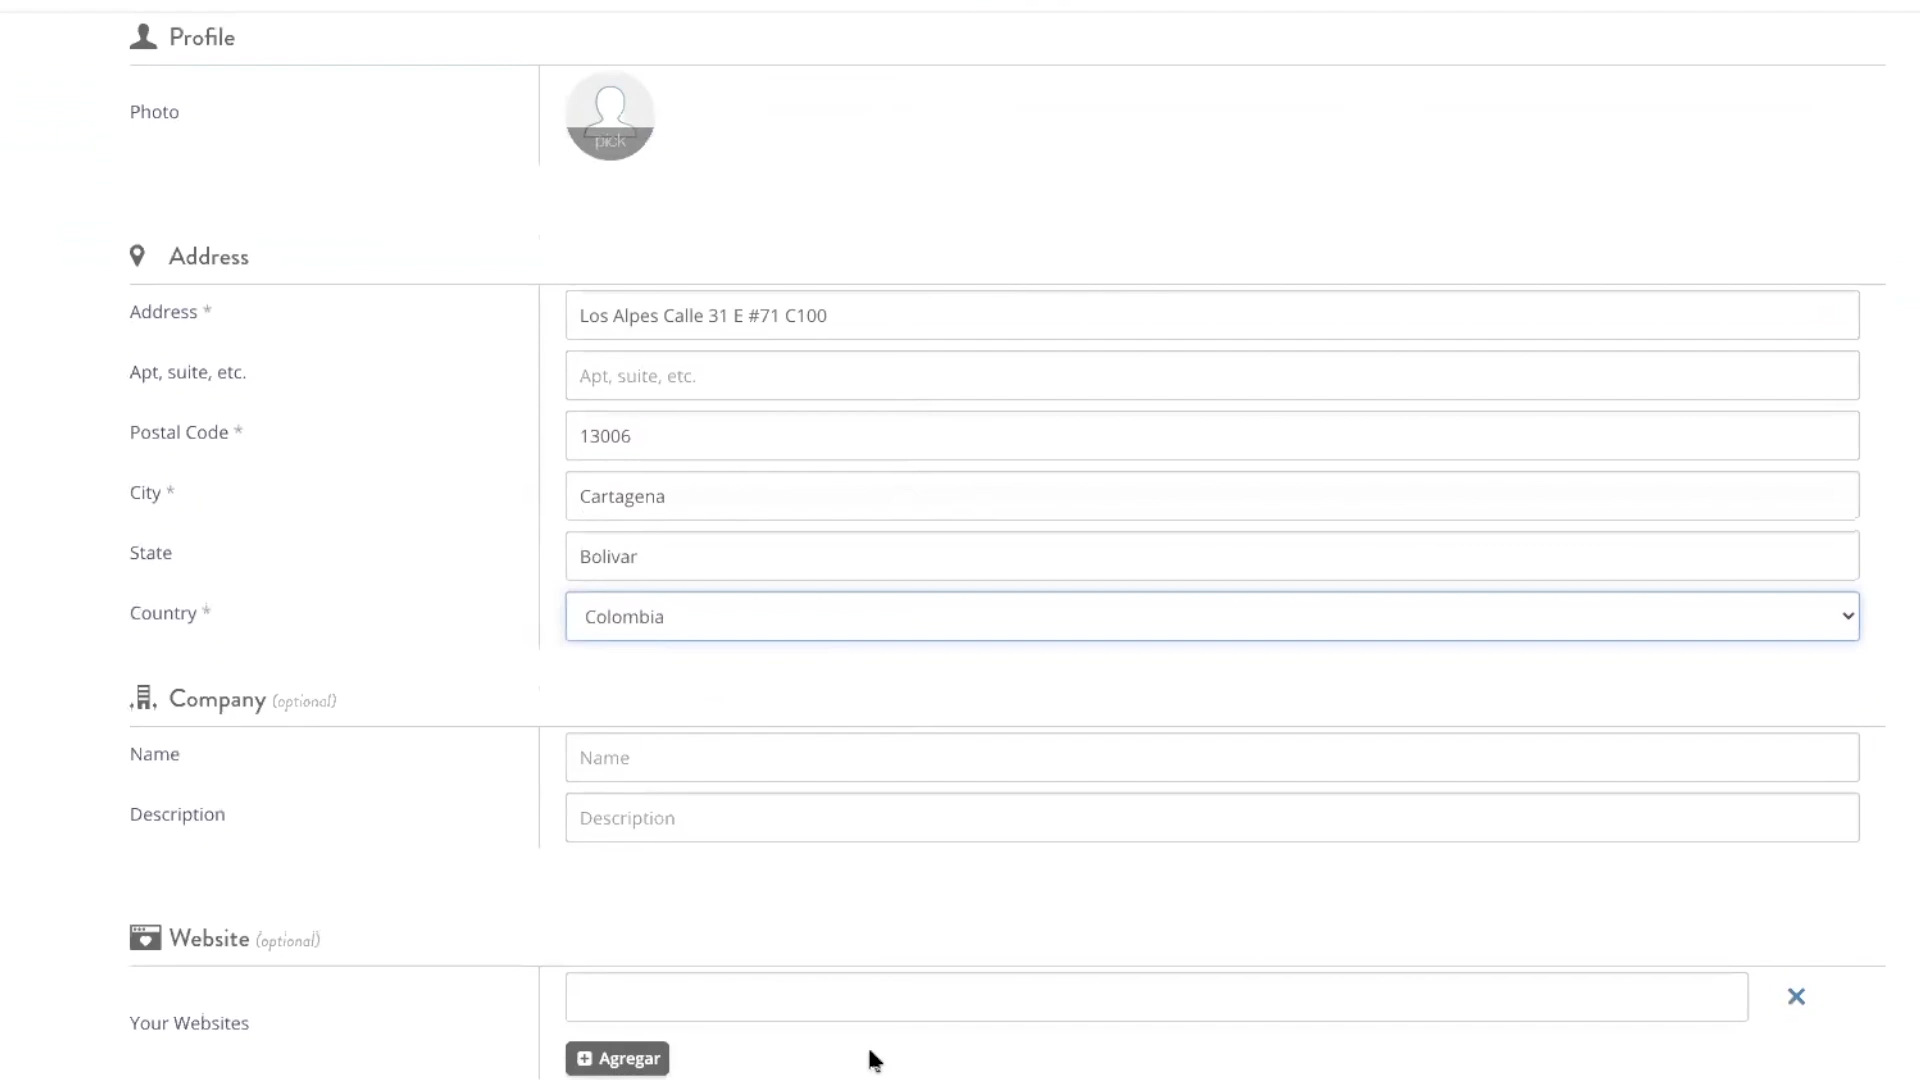 Profile
Photo
pick
Address
Address * Los Alpes Calle 31 E #71 C100
Apt, suite, etc. Apt, suite, etc.
Postal Code * 13006
City * Cartagena
State Bolivar
Country * Colombia
Company (optional)
Name Name
Description Description
Website (optional)
Your Websites
Agregar